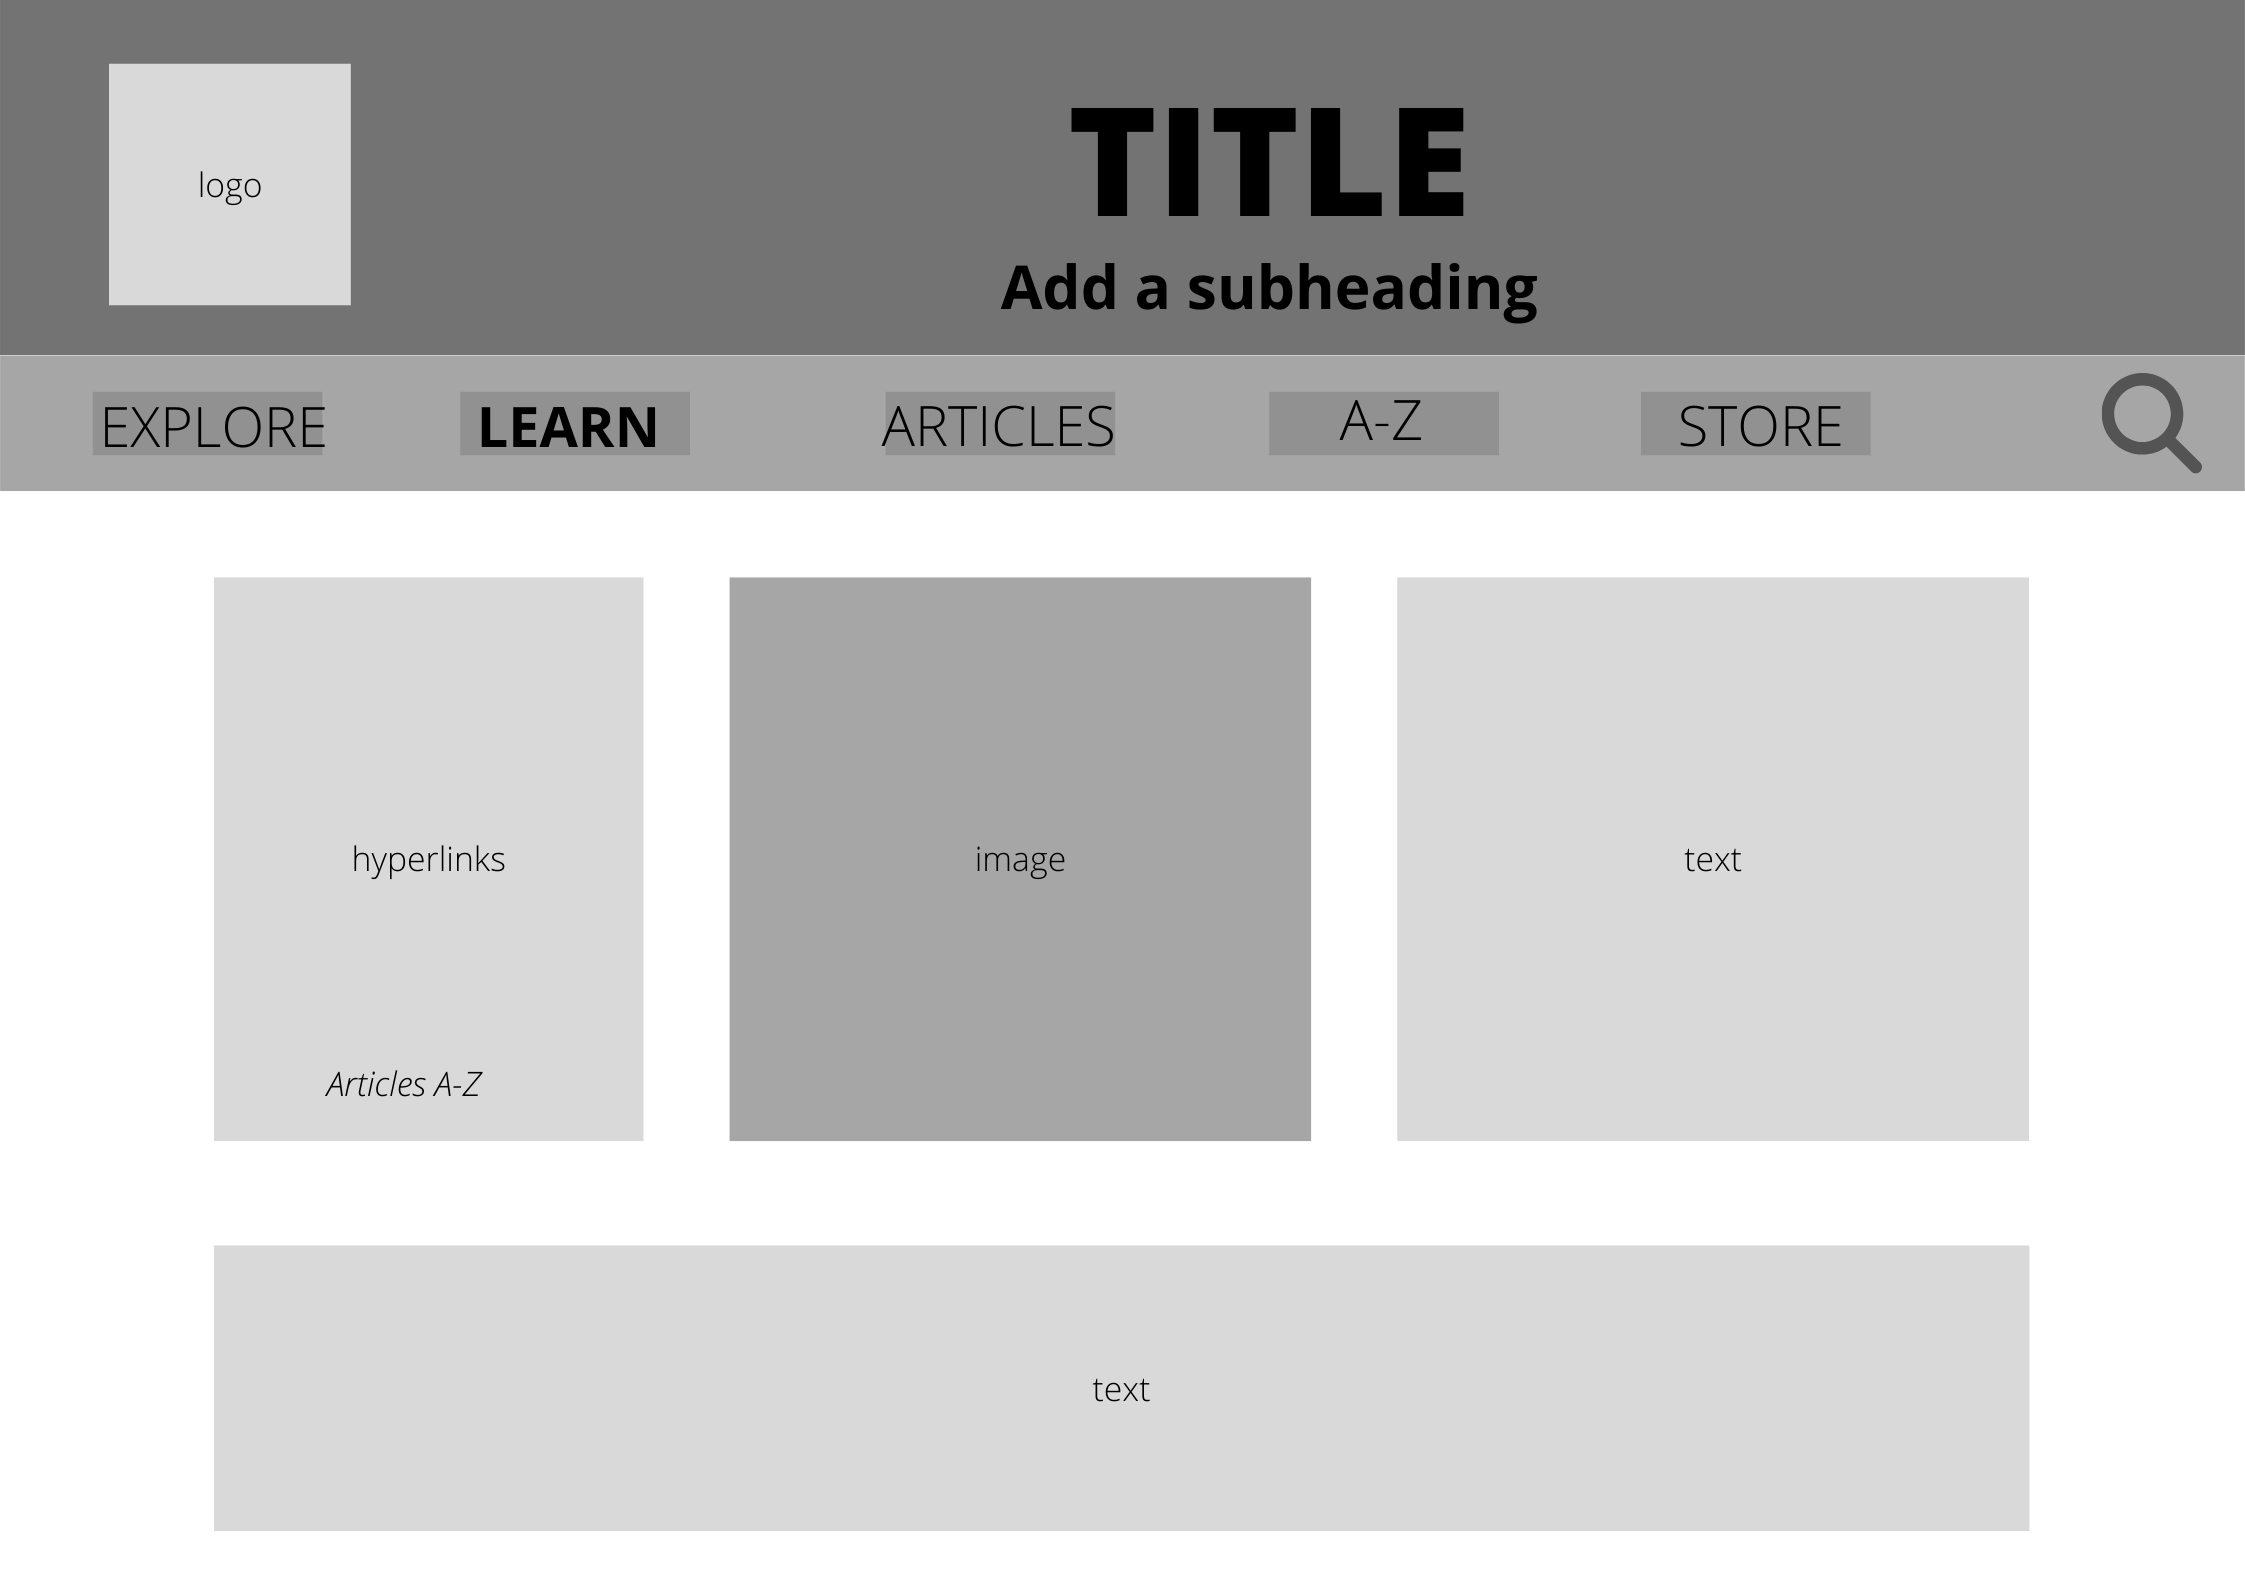 logo
TITLE
Add a subheading
EXPLORE
LEARN
ARTICLES
A-Z
STORE
hyperlinks
image
text
Articles A-Z
text